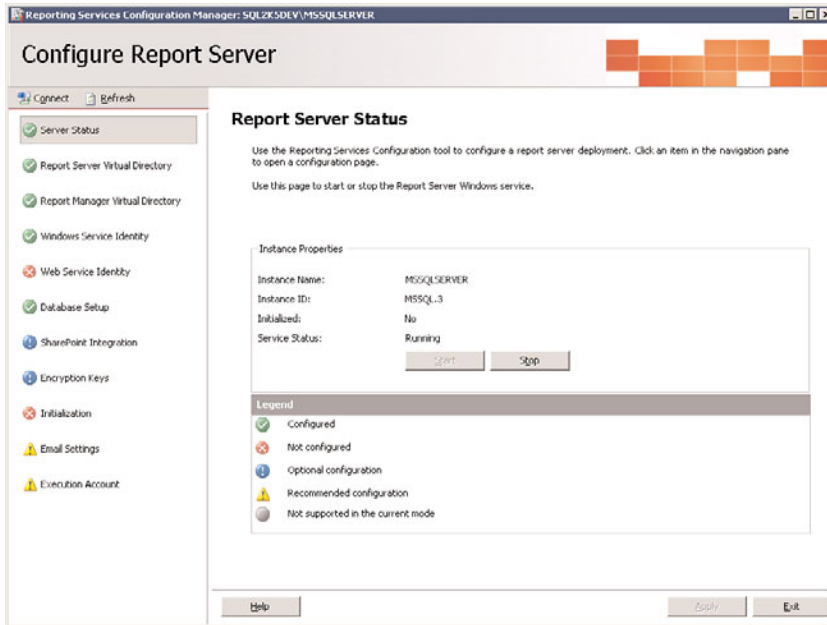 Reporting Services Configuration Manager: SQL2K5DEV\MSSQLSERVER
Configure Report Server
Connect Refresh
Server Status
Report Server Virtual Directory
Report Manager Virtual Directory
Windows Service Identity
Web Service Identity
Database Setup
SharePoint Integration
Encryption Keys
Initialization
Email Settings
Execution Account
Report Server Status
Use the Reporting Services Configuration tool to configure a report server deployment. Click an item in the navigation pane
to open a configuration page.
Use this page to start or stop the Report Server Windows service.
Instance Properties
Instance Name: MSSQLSERVER
Instance ID: MSSQL.3
Initialized: No
Service Status: Running
Start Stop
Legend
Configured
Not configured
Optional configuration
Recommended configuration
Not supported in the current mode
Help Apply Exit